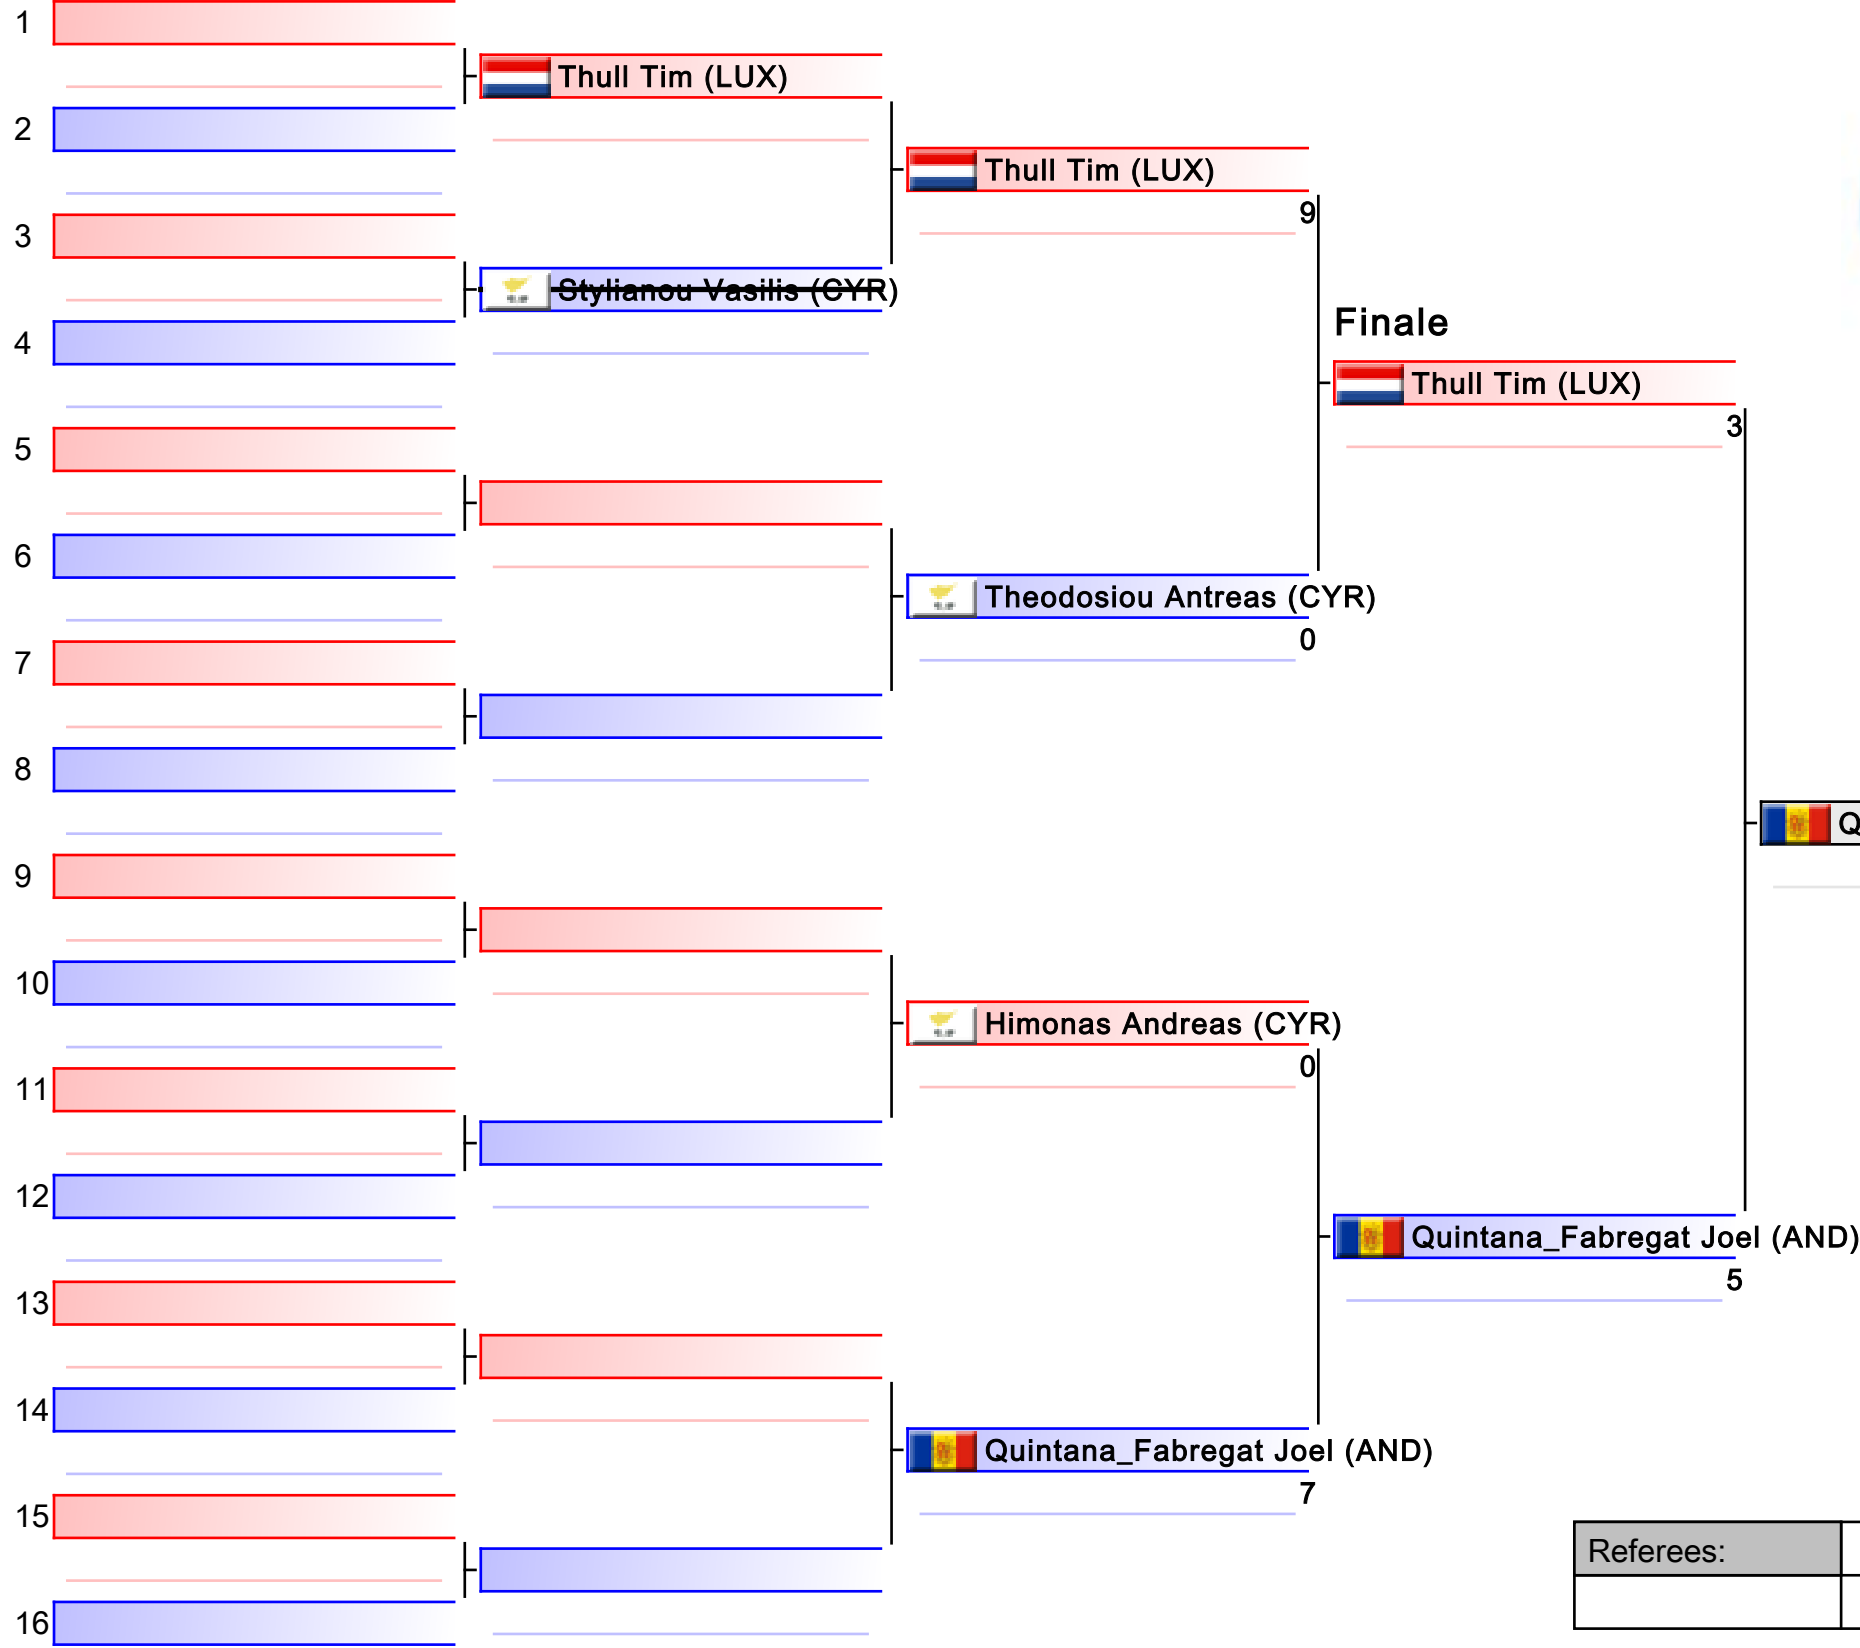 1
Thull Tim (LUX)
2
Thull Tim (LUX)
9
3
Stylianou Vasilis (CYR)
Finale
4
Thull Tim (LUX)
3
5
6
Theodosiou Antreas (CYR)
0
7
8
Q
9
10
Himonas Andreas (CYR)
0
11
12
Quintana_Fabregat Joel (AND)
5
13
14
Quintana_Fabregat Joel (AND)
7
15
Referees:
16